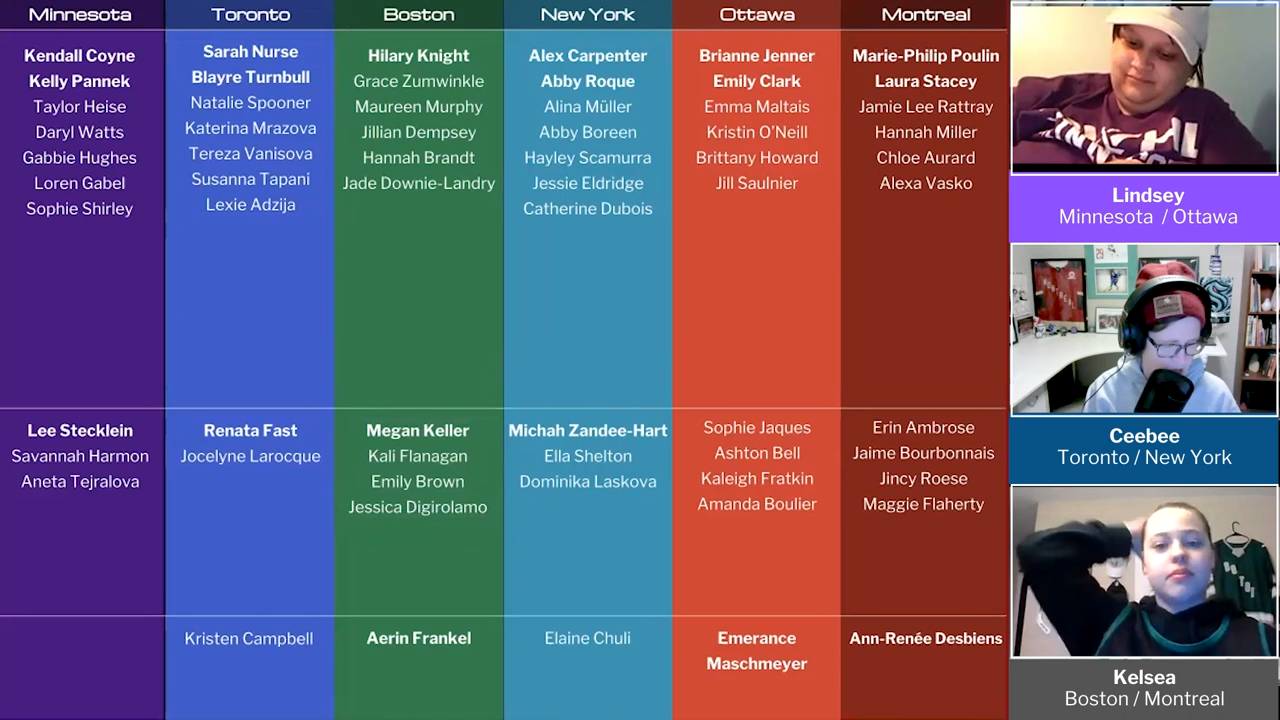 Minnesota
Toronto
Boston
New York
Ottawa
Montreal
Kendall Coyne
Kelly Pannek
Taylor Heise
Daryl Watts
Gabbie Hughes
Loren Gabel
Sophie Shirley
Sarah Nurse
Blayre Turnbull
Natalie Spooner
Katerina Mrazova
Tereza Vanisova
Susanna Tapani
Lexie Adzija
Hilary Knight
Grace Zumwinkle
Maureen Murphy
Jillian Dempsey
Hannah Brandt
Jade Downie-Landry
Alex Carpenter
Abby Roque
Alina Müller
Abby Boreen
Hayley Scamurra
Jessie Eldridge
Catherine Dubois
Brianne Jenner
Emily Clark
Emma Maltais
Kristin O'Neill
Brittany Howard
Jill Saulnier
Marie-Philip Poulin
Laura Stacey
Jamie Lee Rattray
Hannah Miller
Chloe Aurard
Alexa Vasko
Lee Stecklein
Savannah Harmon
Aneta Tejralova
Renata Fast
Jocelyne Larocque
Megan Keller
Kali Flanagan
Emily Brown
Jessica Digirolamo
Michah Zandee-Hart
Ella Shelton
Dominika Laskova
Sophie Jaques
Ashton Bell
Kaleigh Fratkin
Amanda Boulier
Erin Ambrose
Jaime Bourbonnais
Jincy Roese
Maggie Flaherty
Kristen Campbell
Aerin Frankel
Elaine Chuli
Emerance
Maschmeyer
Ann-Renée Desbiens
Lindsey
Minnesota / Ottawa
MONTREAL
Ceebee
Toronto / New York
Kelsea
Boston / Montreal